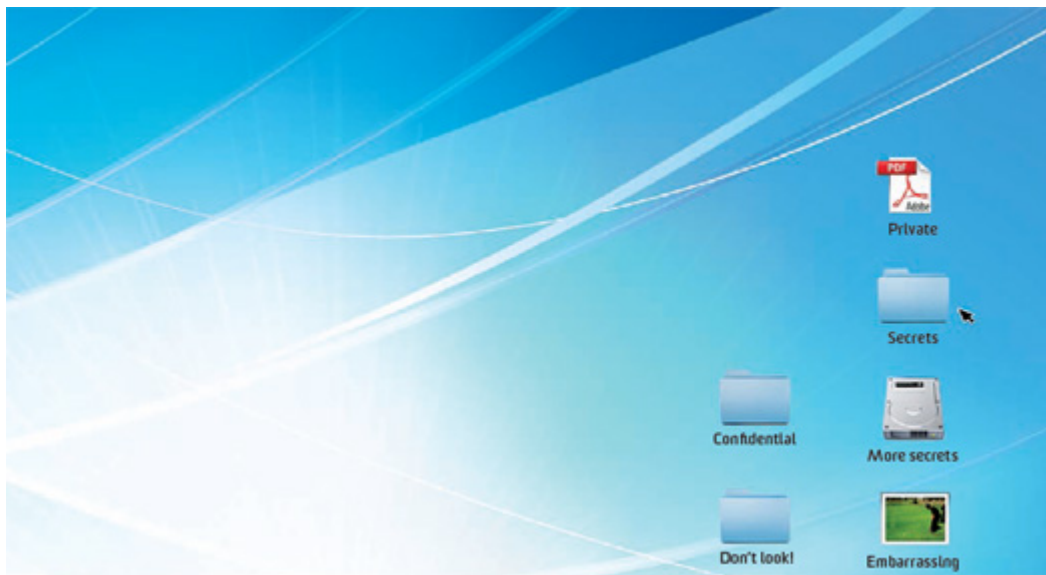 PDF
Adobe
Private
Secrets
Confidential
More secrets
Don't look!
Embarrassing